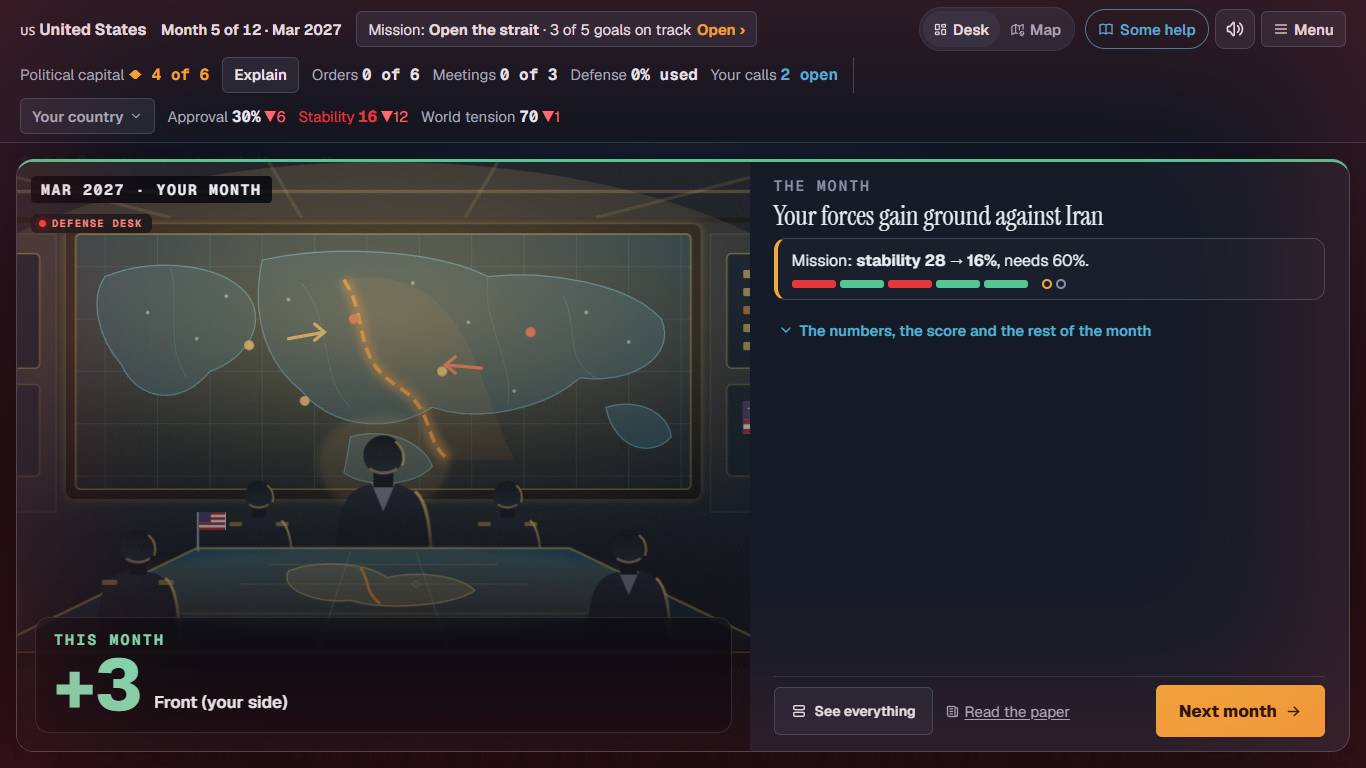 US United States Month 5 of 12 · Mar 2027 Mission: Open the strait · 3 of 5 goals on track Open › Desk Map Some help Menu
Political capital 4 of 6 Explain Orders 0 of 6 Meetings 0 of 3 Defense 0% used Your calls 2 open
Your country Approval 30% ▼6 Stability 16 ▼12 World tension 70 ▼1
MAR 2027 · YOUR MONTH
DEFENSE DESK
THE MONTH
Your forces gain ground against Iran
Mission: stability 28 → 16%, needs 60%.
The numbers, the score and the rest of the month
THIS MONTH
+3 Front (your side)
See everything Read the paper Next month →